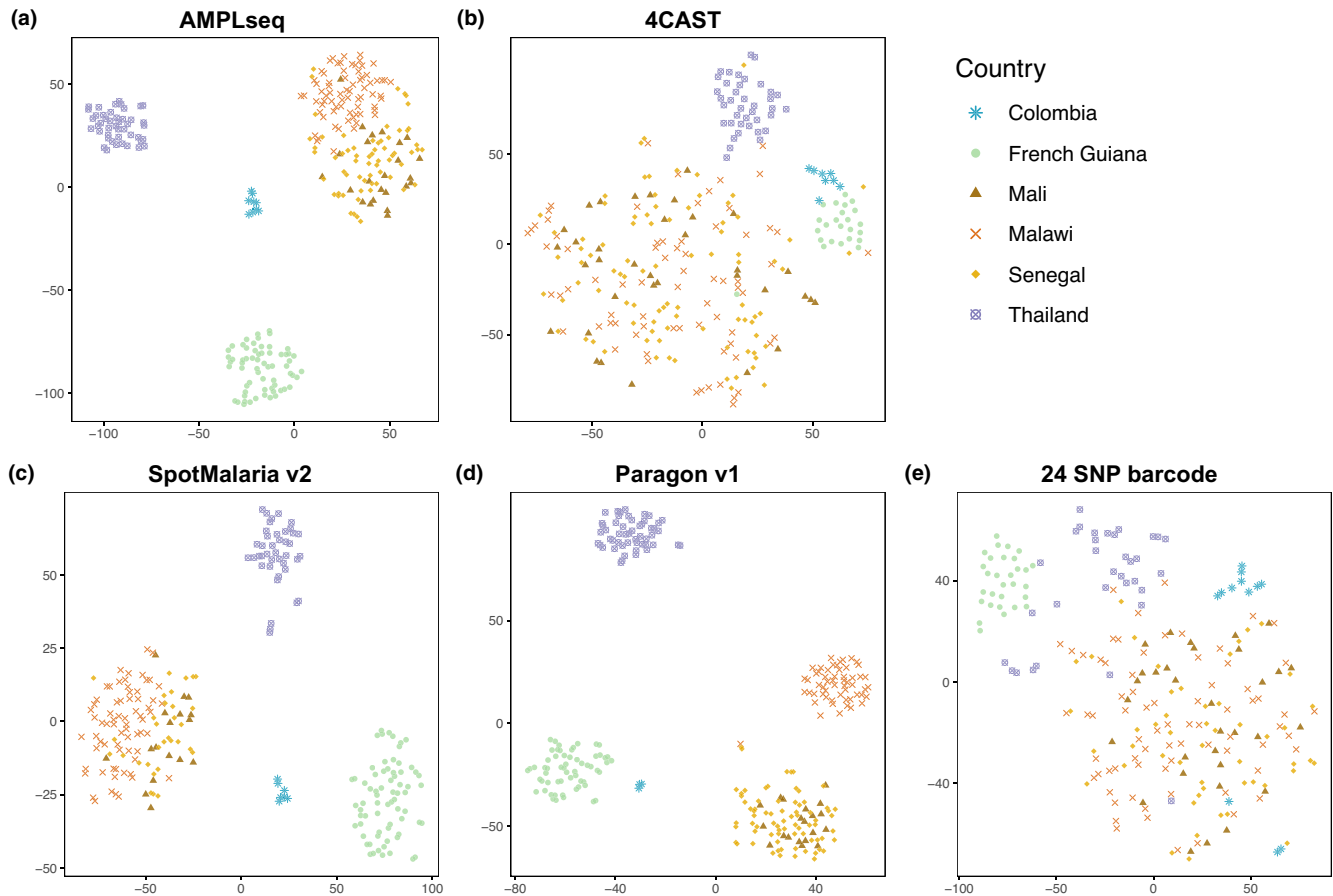 (a) AMPLseq
50
0
−50
−100
−100 −50 0 50
(b) 4CAST
50
0
−50
−50 0 50
Country
Colombia
French Guiana
Mali
Malawi
Senegal
Thailand
(c) SpotMalaria v2
50
25
0
−25
−50
−50 0 50 100
(d) Paragon v1
50
0
−50
−80 −40 0 40
(e) 24 SNP barcode
40
0
−40
−100 −50 0 50